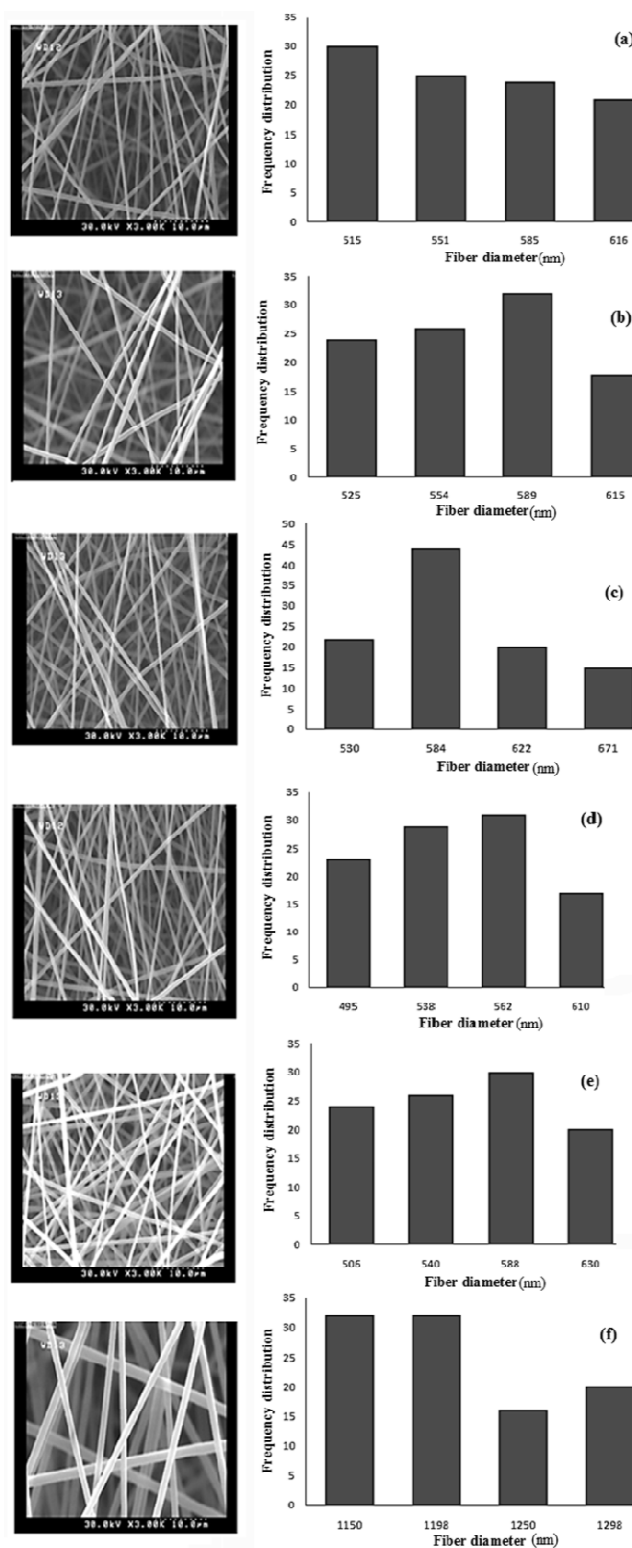 WD12
30.0kV X3.00K 10.0µm
Frequency distribution
35
30
25
20
15
10
5
0
(a)
515 551 585 616
Fiber diameter(nm)
WD13
30.0kV X3.00K 10.0µm
Frequency distribution
35
30
25
20
15
10
5
0
(b)
525 554 589 615
Fiber diameter(nm)
WD13
30.0kV X3.00K 10.0µm
Frequency distribution
50
45
40
35
30
25
20
15
10
5
0
(c)
530 584 622 671
Fiber diameter (nm)
WD12
30.0kV X3.00K 10.0µm
Frequency distribution
35
30
25
20
15
10
5
0
(d)
495 538 562 610
Fiber diameter(nm)
30.0kV X3.00K 10.0µm
Frequency distribution
35
30
25
20
15
10
5
0
(e)
505 540 588 630
Fiber diameter(nm)
30.0kV X3.00K 10.0µm
Frequency distribution
35
30
25
20
15
10
5
0
(f)
1150 1198 1250 1298
Fiber diameter(nm)